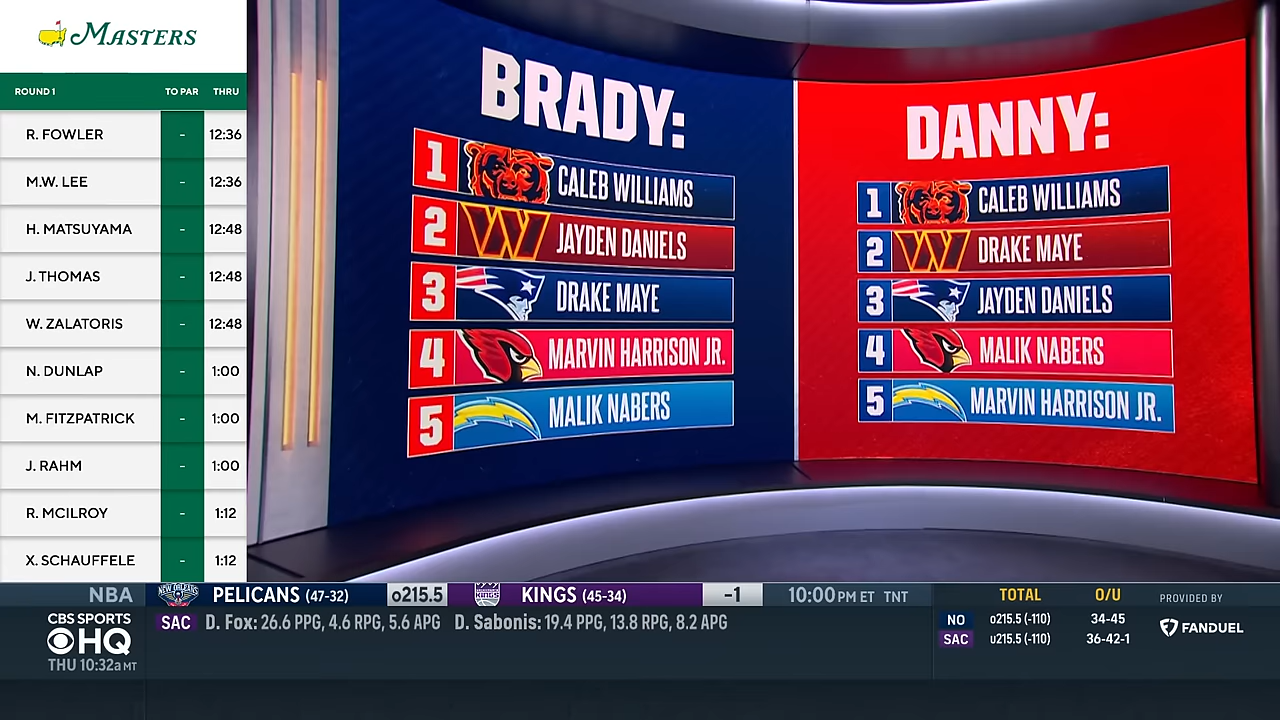 MASTERS
ROUND 1 TO PAR THRU
R. FOWLER - 12:36
M.W. LEE - 12:36
H. MATSUYAMA - 12:48
J. THOMAS - 12:48
W. ZALATORIS - 12:48
N. DUNLAP - 1:00
M. FITZPATRICK - 1:00
J. RAHM - 1:00
R. MCILROY - 1:12
X. SCHAUFFELE - 1:12
BRADY:
1 CALEB WILLIAMS
2 W JAYDEN DANIELS
3 DRAKE MAYE
4 MARVIN HARRISON JR.
5 MALIK NABERS
DANNY:
1 CALEB WILLIAMS
2 W DRAKE MAYE
3 JAYDEN DANIELS
4 MALIK NABERS
5 MARVIN HARRISON JR.
NBA NEW ORLEANS PELICANS (47-32) o215.5 KINGS KINGS (45-34) -1 10:00 PM ET TNT
SAC D. Fox: 26.6 PPG, 4.6 RPG, 5.6 APG D. Sabonis: 19.4 PPG, 13.8 RPG, 8.2 APG
CBS SPORTS
HQ
THU 10:32a MT
TOTAL O/U
NO o215.5 (-110) 34-45
SAC u215.5 (-110) 36-42-1
PROVIDED BY
FANDUEL